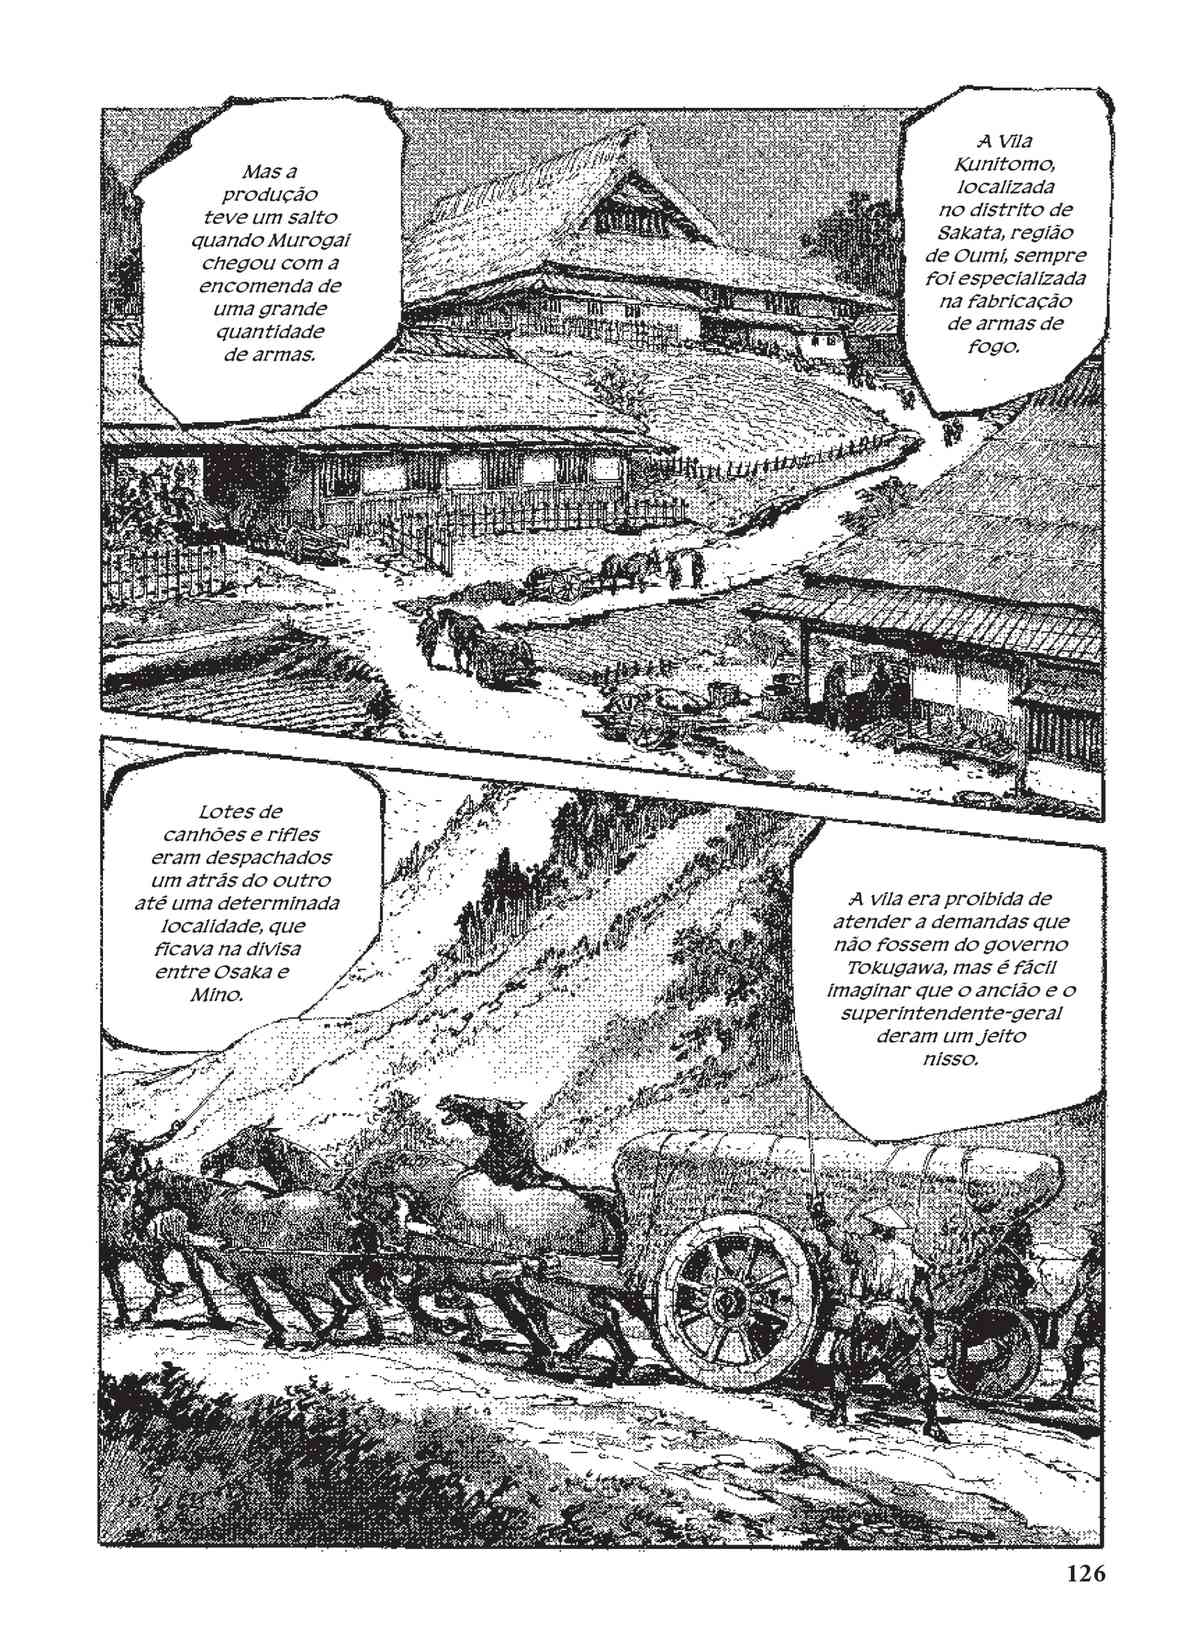 A Vila
Kunitomo,
localizada
no distrito de
Sakata, região
de Oumi, sempre
foi especializada
na fabricação
de armas de
fogo.
Mas a
produção
teve um salto
quando Murogai
chegou com a
encomenda de
uma grande
quantidade
de armas.
A vila era proibida de
atender a demandas que
não fossem do governo
Tokugawa, mas é fácil
imaginar que o ancião e o
superintendente-geral
deram um jeito
nisso.
Lotes de
canhões e rifles
eram despachados
um atrás do outro
até uma determinada
localidade, que
ficava na divisa
entre Osaka e
Mino.
126